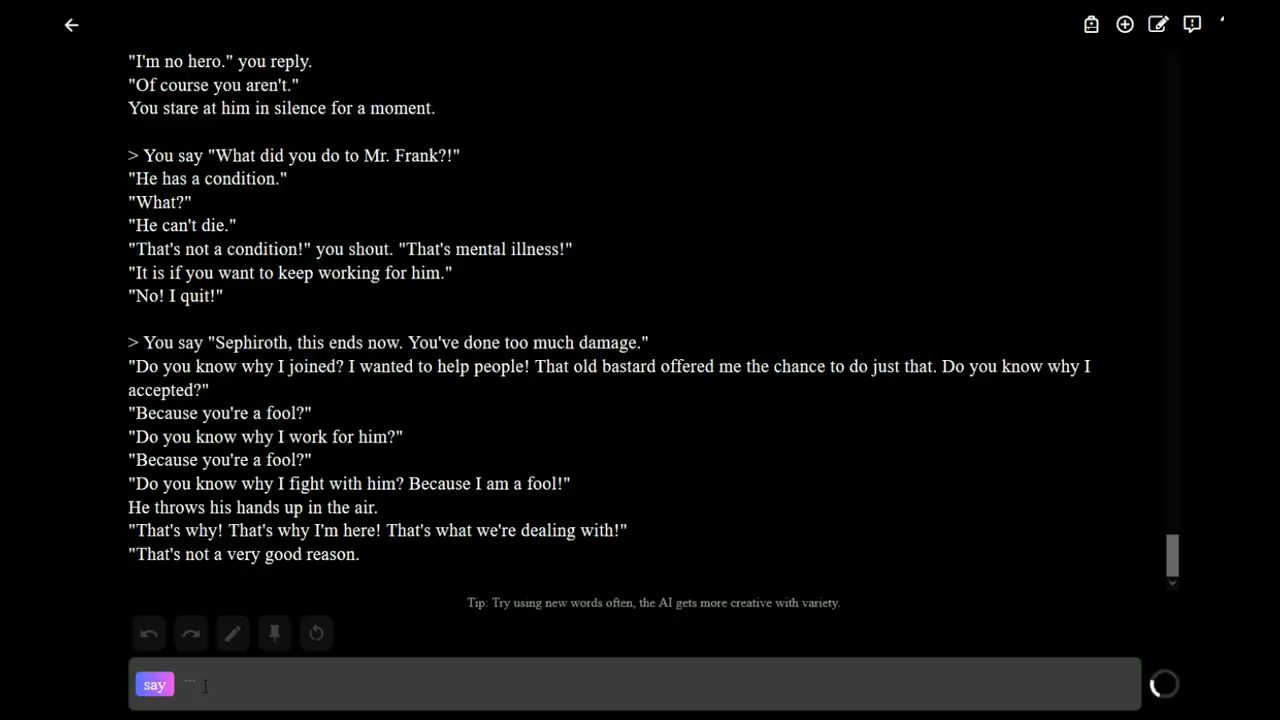 "I'm no hero." you reply.
"Of course you aren't."
You stare at him in silence for a moment.
> You say "What did you do to Mr. Frank?!"
"He has a condition."
"What?"
"He can't die."
"That's not a condition!" you shout. "That's mental illness!"
"It is if you want to keep working for him."
"No! I quit!"
> You say "Sephiroth, this ends now. You've done too much damage."
"Do you know why I joined? I wanted to help people! That old bastard offered me the chance to do just that. Do you know why I
accepted?"
"Because you're a fool?"
"Do you know why I work for him?"
"Because you're a fool?"
"Do you know why I fight with him? Because I am a fool!"
He throws his hands up in the air.
"That's why! That's why I'm here! That's what we're dealing with!"
"That's not a very good reason.
Tip: Try using new words often, the AI gets more creative with variety.
say ...